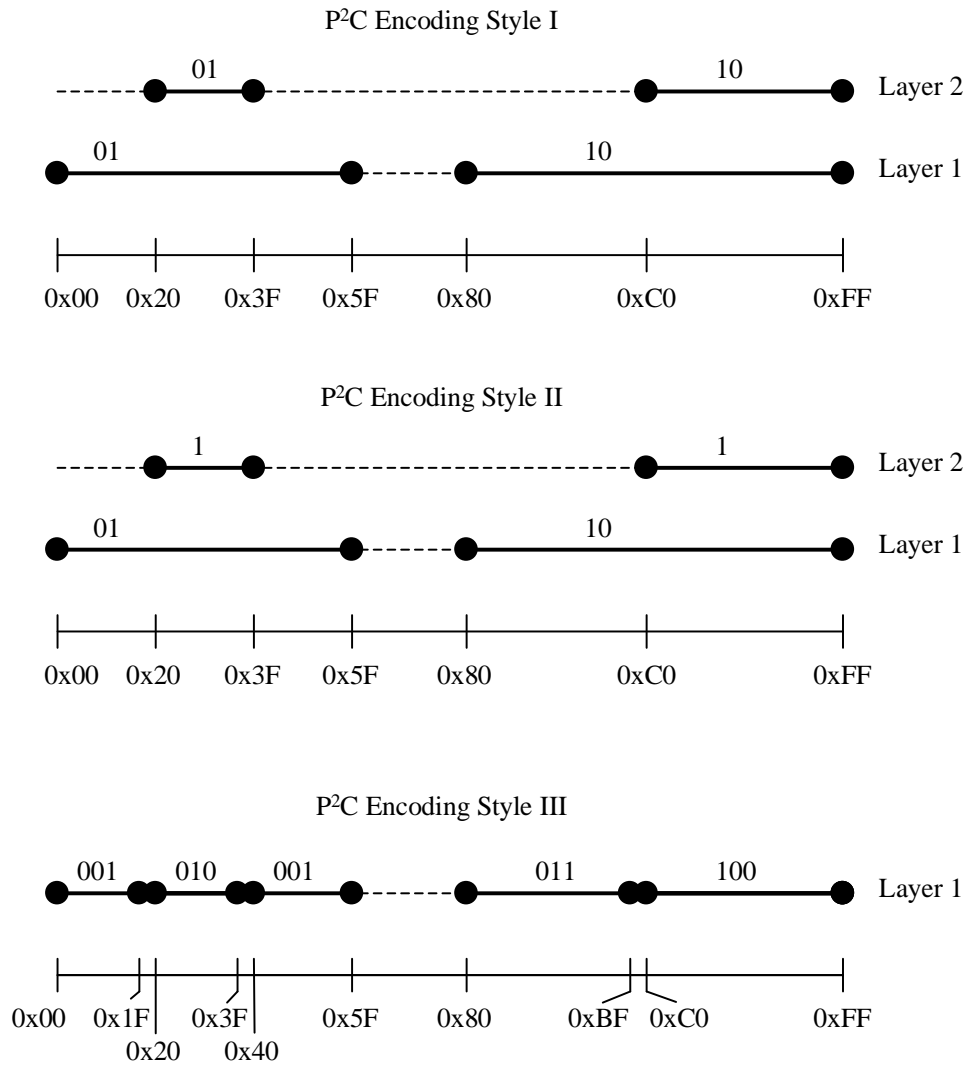 P²C Encoding Style I
01 10 Layer 2
01 10 Layer 1
0x00 0x20 0x3F 0x5F 0x80 0xC0 0xFF
P²C Encoding Style II
1 1 Layer 2
01 10 Layer 1
0x00 0x20 0x3F 0x5F 0x80 0xC0 0xFF
P²C Encoding Style III
001 010 001 011 100 Layer 1
0x00 0x1F 0x3F 0x5F 0x80 0xBF 0xC0 0xFF
0x20 0x40